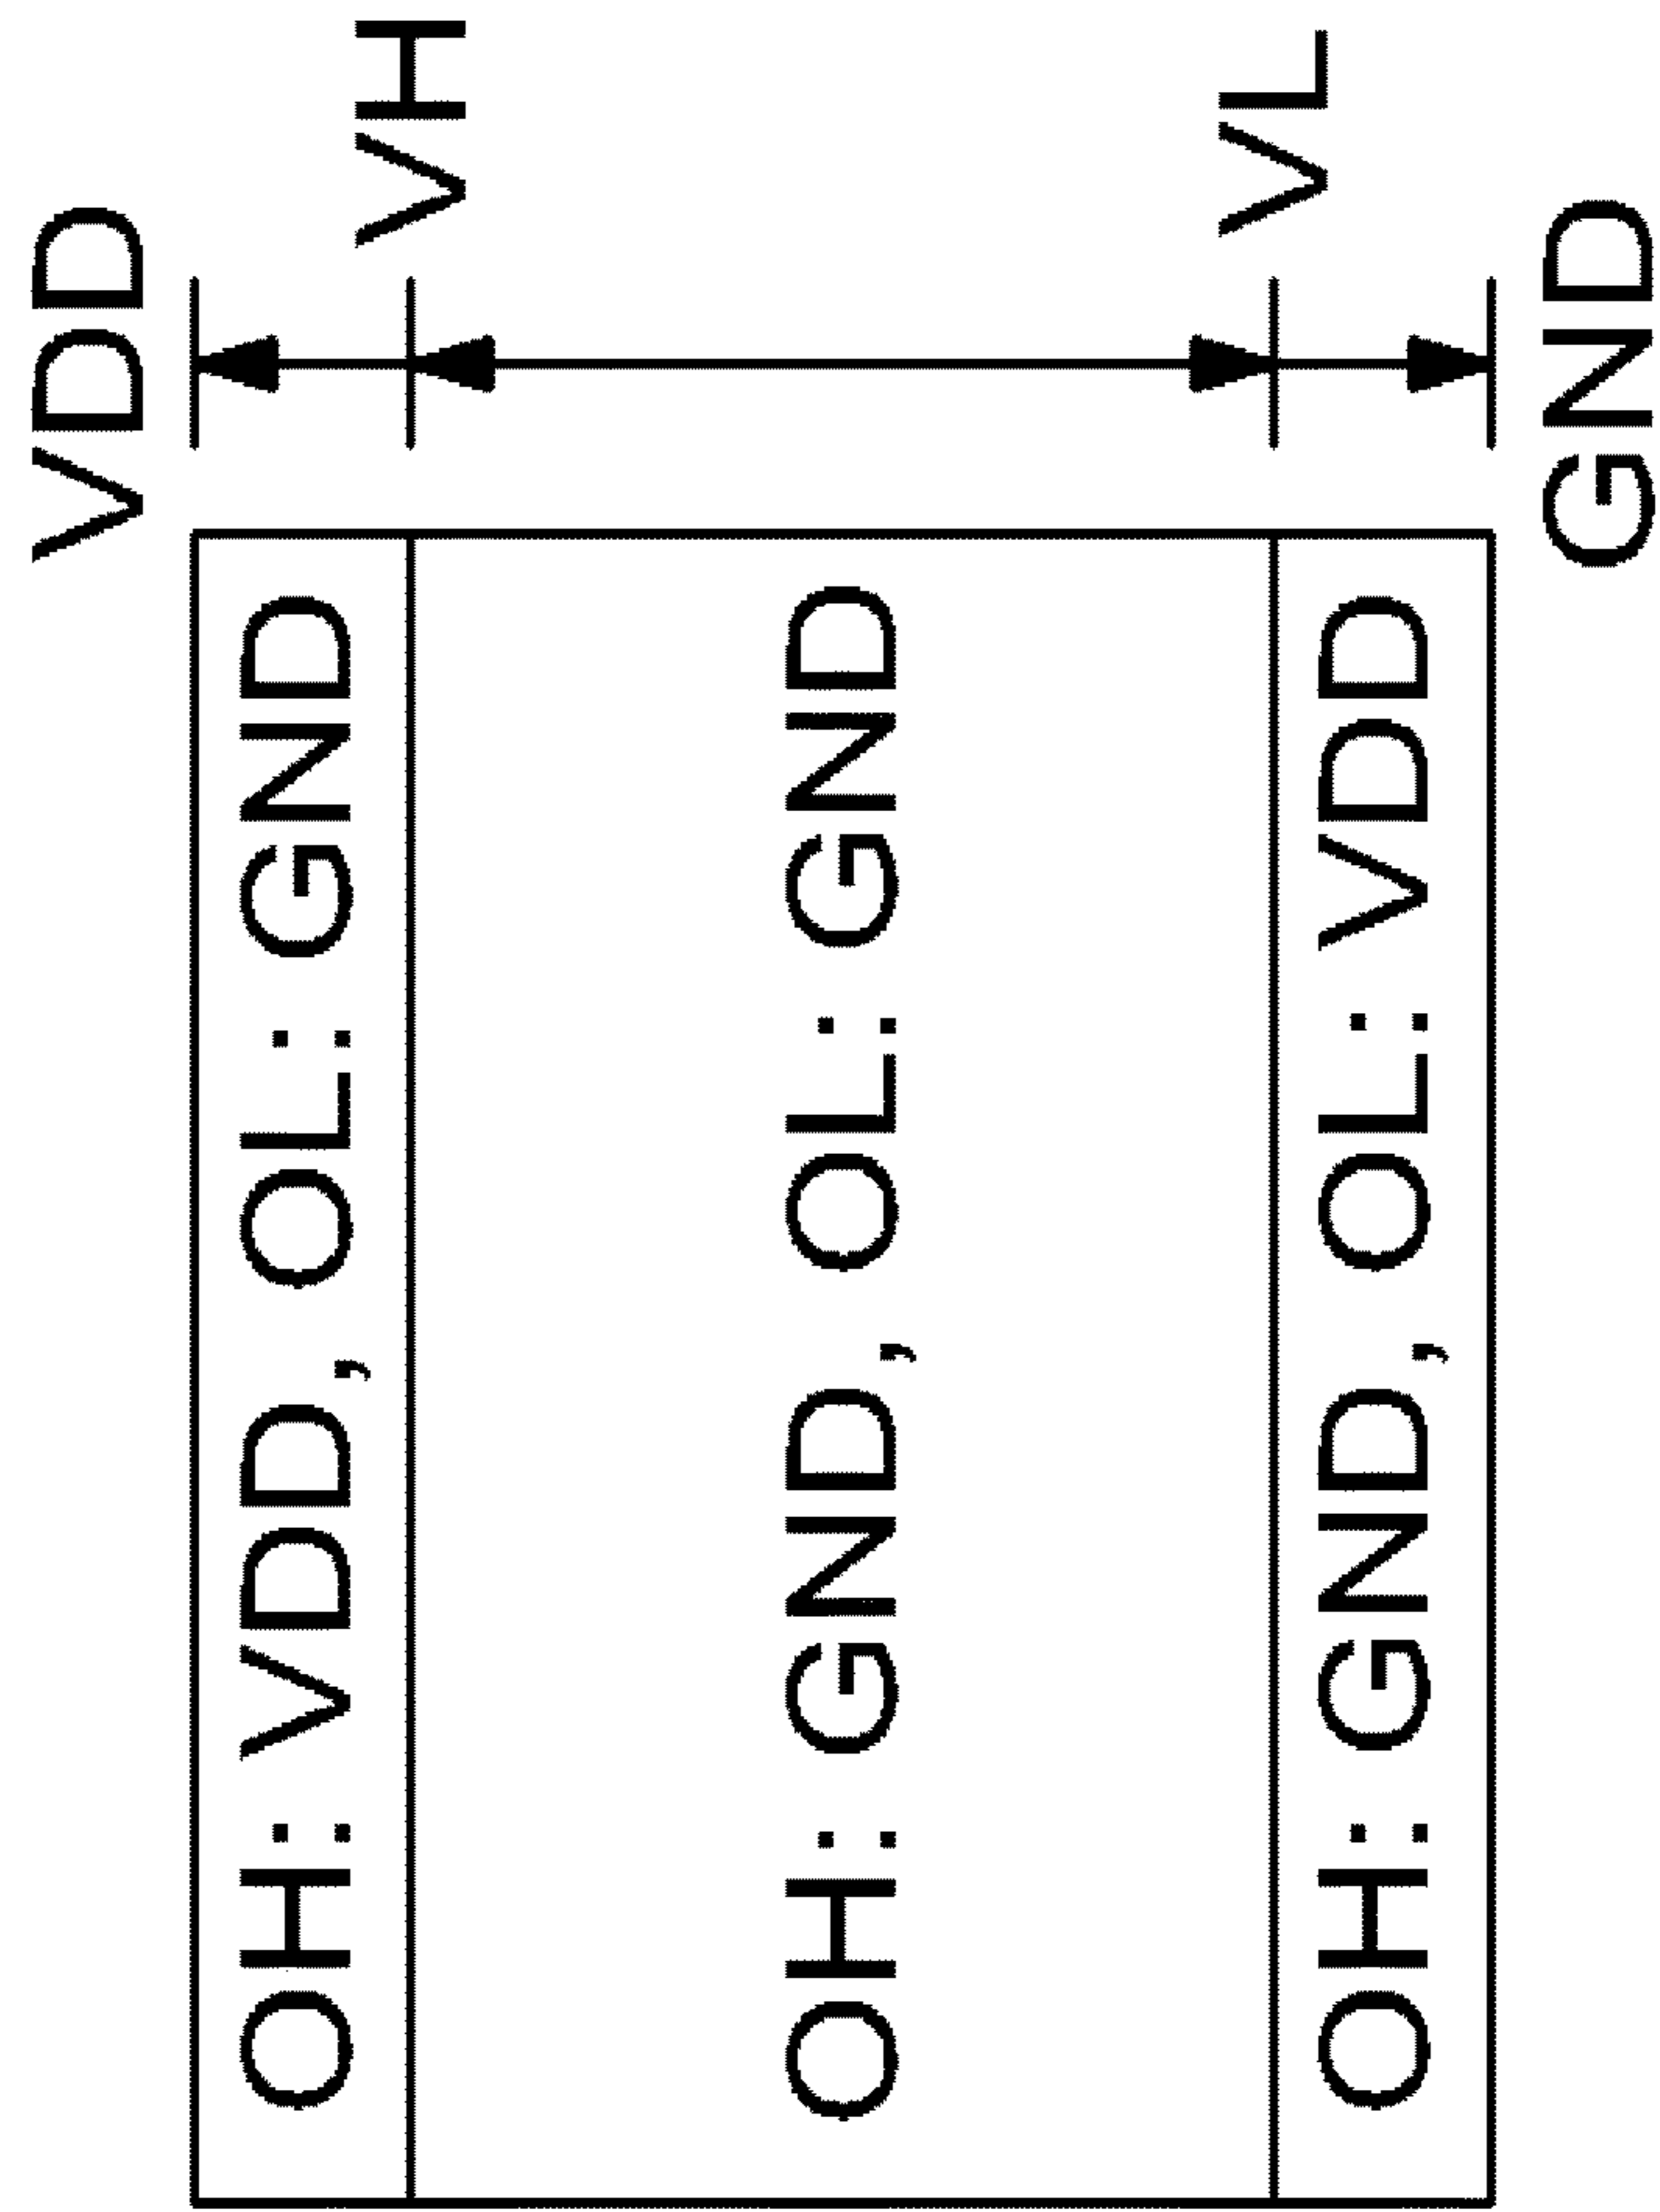 VDD
OH: VDD, OL: GND
VH
OH: GND, OL: GND
VL
OH: GND, OL: VDD
GND